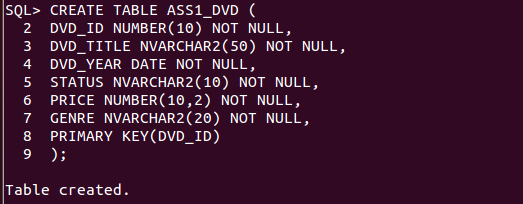 SQL> CREATE TABLE ASS1_DVD (
  2  DVD_ID NUMBER(10) NOT NULL,
  3  DVD_TITLE NVARCHAR2(50) NOT NULL,
  4  DVD_YEAR DATE NOT NULL,
  5  STATUS NVARCHAR2(10) NOT NULL,
  6  PRICE NUMBER(10,2) NOT NULL,
  7  GENRE NVARCHAR2(20) NOT NULL,
  8  PRIMARY KEY(DVD_ID)
  9  );
Table created.